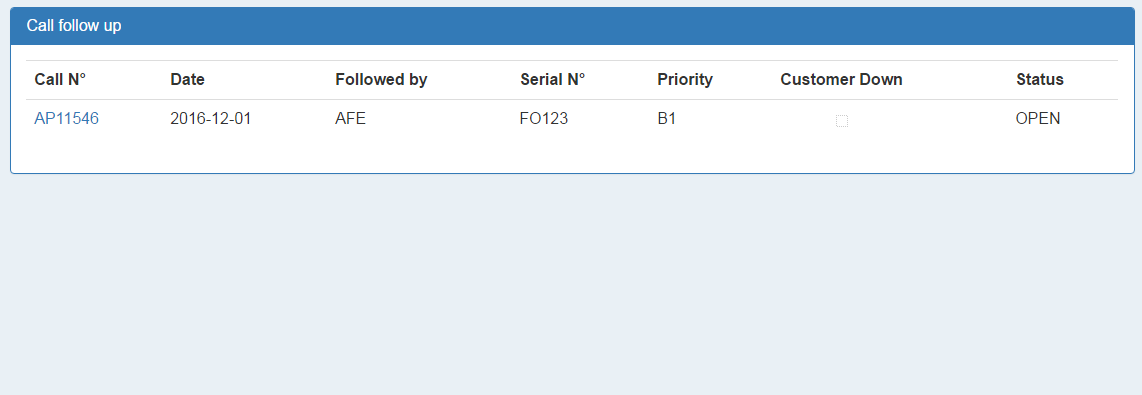 Call follow up
Call N° Date Followed by Serial N° Priority Customer Down Status
AP11546 2016-12-01 AFE FO123 B1 OPEN